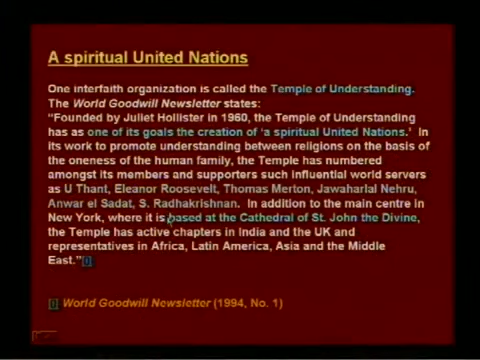 A spiritual United Nations
One interfaith organization is called the Temple of Understanding.
The World Goodwill Newsletter states:
“Founded by Juliet Hollister in 1960, the Temple of Understanding
has as one of its goals the creation of ‘a spiritual United Nations.’ In
its work to promote understanding between religions on the basis of
the oneness of the human family, the Temple has numbered
amongst its members and supporters such influential world servers
as U Thant, Eleanor Roosevelt, Thomas Merton, Jawaharlal Nehru,
Anwar el Sadat, S. Radhakrishnan. In addition to the main centre in
New York, where it is based at the Cathedral of St. John the Divine,
the Temple has active chapters in India and the UK and
representatives in Africa, Latin America, Asia and the Middle
East.”[]
[] World Goodwill Newsletter (1994, No. 1)